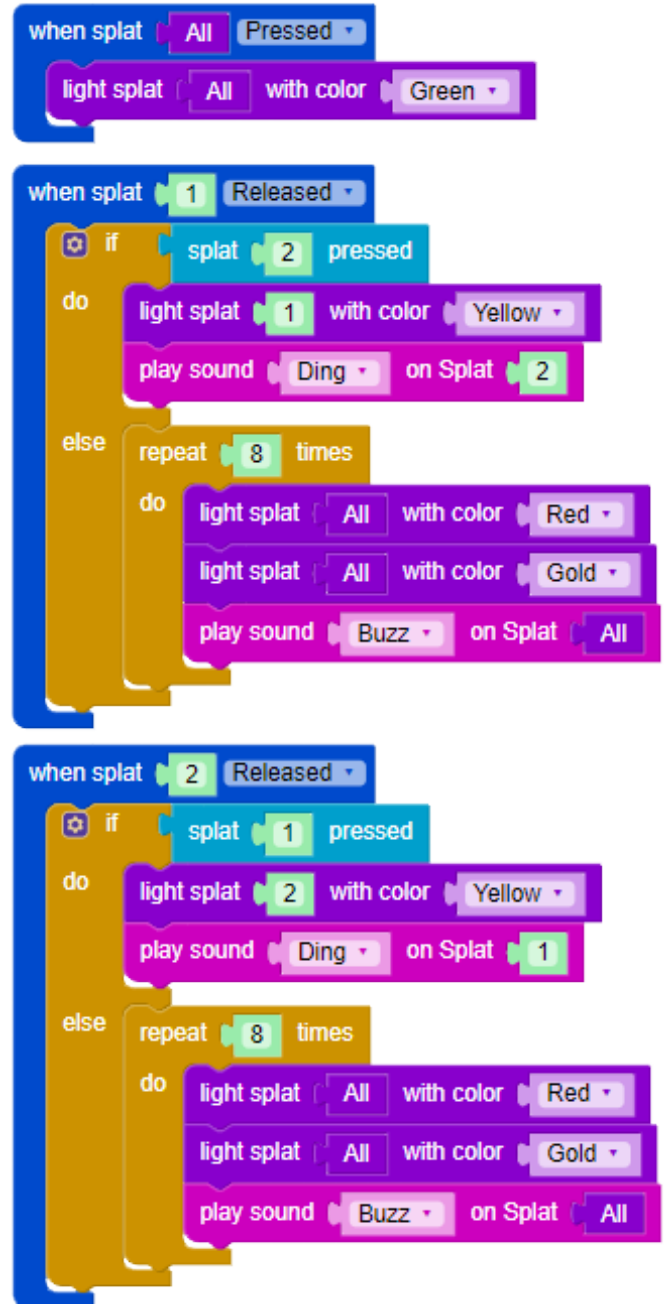 when splat All Pressed
light splat All with color Green
when splat 1 Released
if splat 2 pressed
do light splat 1 with color Yellow
play sound Ding on Splat 2
else repeat 8 times
do light splat All with color Red
light splat All with color Gold
play sound Buzz on Splat All
when splat 2 Released
if splat 1 pressed
do light splat 2 with color Yellow
play sound Ding on Splat 1
else repeat 8 times
do light splat All with color Red
light splat All with color Gold
play sound Buzz on Splat All